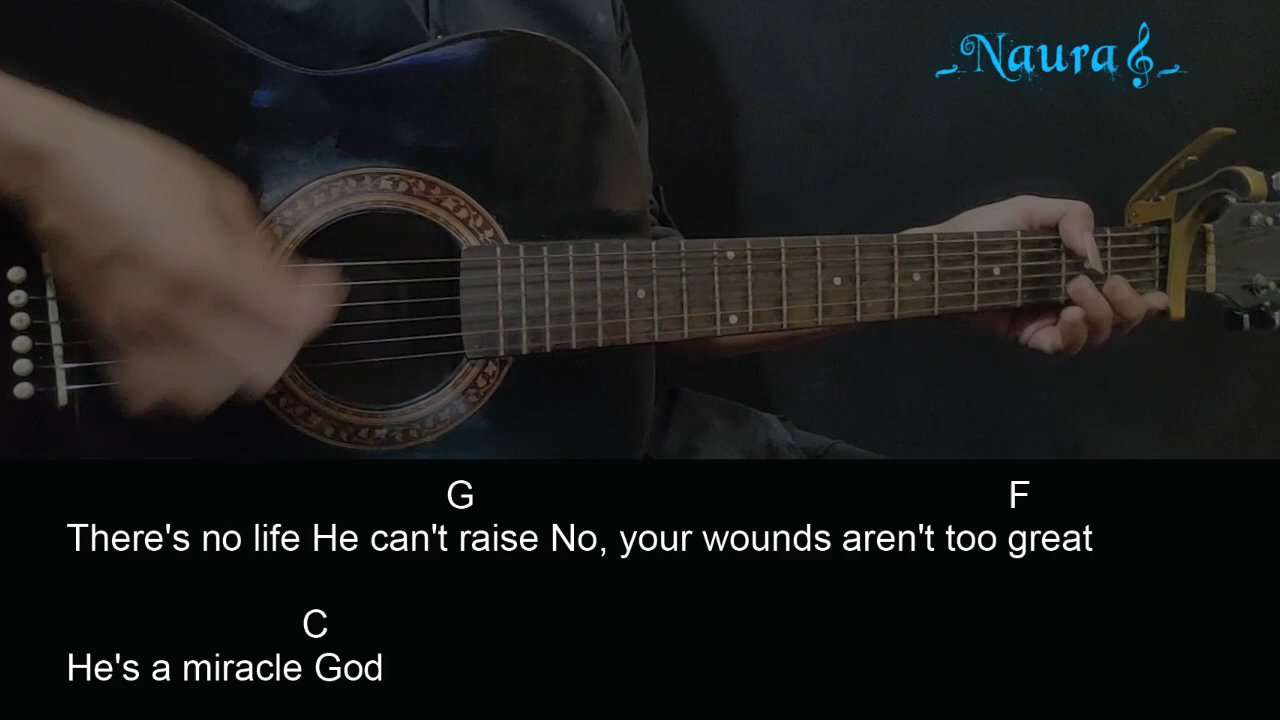 Naura
G F
There's no life He can't raise No, your wounds aren't too great
C
He's a miracle God